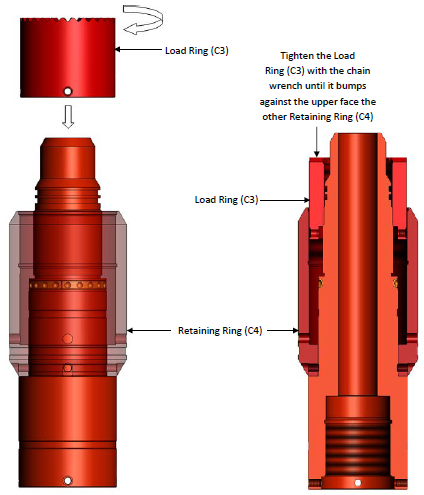 Load Ring (C3)
Tighten the Load
Ring (C3) with the chain
wrench until it bumps
against the upper face the
other Retaining Ring (C4)
Load Ring (C3)
Retaining Ring (C4)